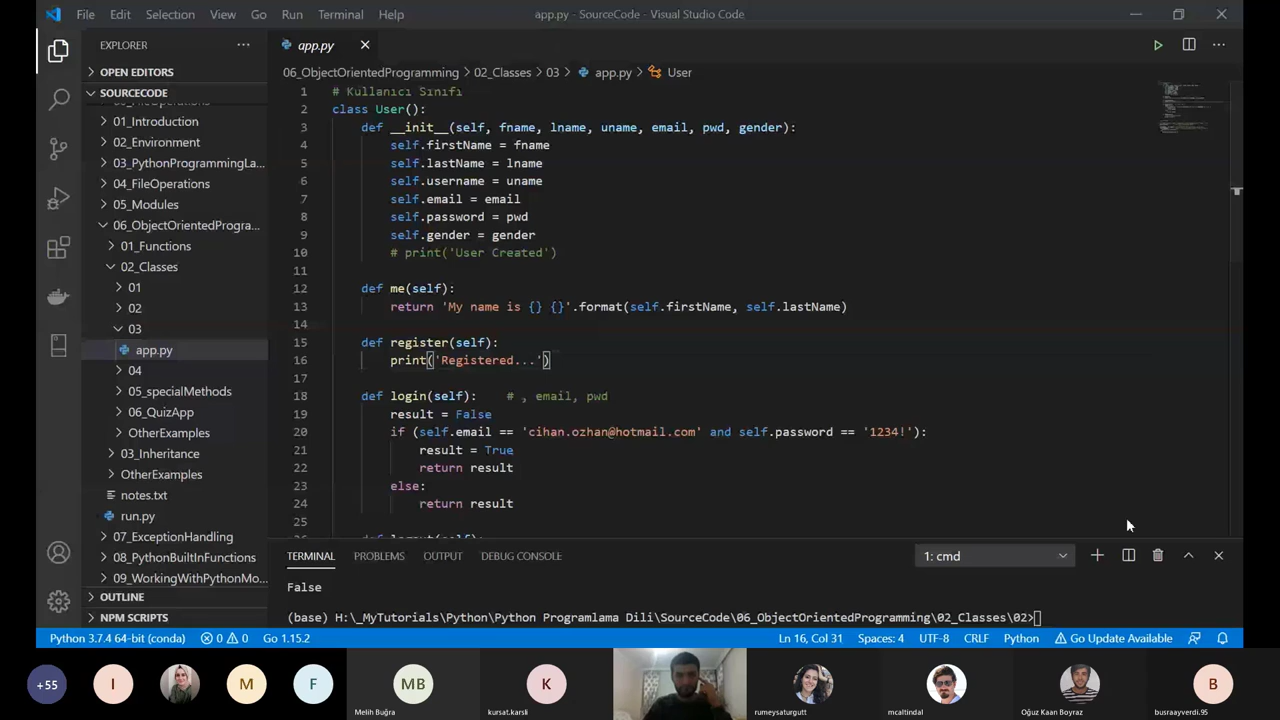 File Edit Selection View Go Run Terminal Help
app.py - SourceCode - Visual Studio Code
EXPLORER
OPEN EDITORS
SOURCECODE
01_Introduction
02_Environment
03_PythonProgrammingLa...
04_FileOperations
05_Modules
06_ObjectOrientedProgra...
01_Functions
02_Classes
01
02
03
app.py
04
05_specialMethods
06_QuizApp
OtherExamples
03_Inheritance
OtherExamples
notes.txt
run.py
07_ExceptionHandling
08_PythonBuiltInFunctions
09_WorkingWithPythonMo...
OUTLINE
NPM SCRIPTS
app.py
06_ObjectOrientedProgramming > 02_Classes > 03 > app.py > User
1 # Kullanıcı Sınıfı
2 class User():
3 def __init__(self, fname, lname, uname, email, pwd, gender):
4 self.firstName = fname
5 self.lastName = lname
6 self.username = uname
7 self.email = email
8 self.password = pwd
9 self.gender = gender
10 # print('User Created')
11
12 def me(self):
13 return 'My name is {} {}'.format(self.firstName, self.lastName)
14
15 def register(self):
16 print('Registered...')
17
18 def login(self): # , email, pwd
19 result = False
20 if (self.email == 'cihan.ozhan@hotmail.com' and self.password == '1234!'):
21 result = True
22 return result
23 else:
24 return result
25
TERMINAL PROBLEMS OUTPUT DEBUG CONSOLE
1: cmd
False
(base) H:\_MyTutorials\Python\Python Programlama Dili\SourceCode\06_ObjectOrientedProgramming\02_Classes\02>
Python 3.7.4 64-bit (conda) 0 0 Go 1.15.2
Ln 16, Col 31 Spaces: 4 UTF-8 CRLF Python Go Update Available
+55 I M F MB K B
Melih Buğra kursat.karsli rumeysaturgutt mcaltindal Oğuz Kaan Boyraz busraayverdi.95